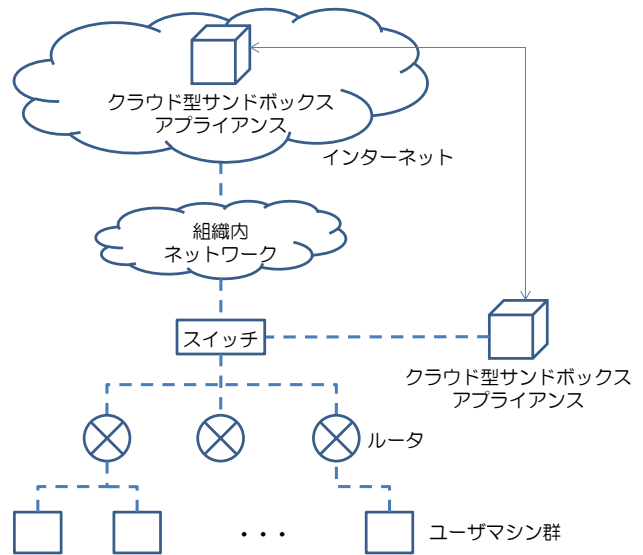 クラウド型サンドボックス
アプライアンス
インターネット
組織内
ネットワーク
スイッチ
クラウド型サンドボックス
アプライアンス
ルータ
・・・
ユーザマシン群